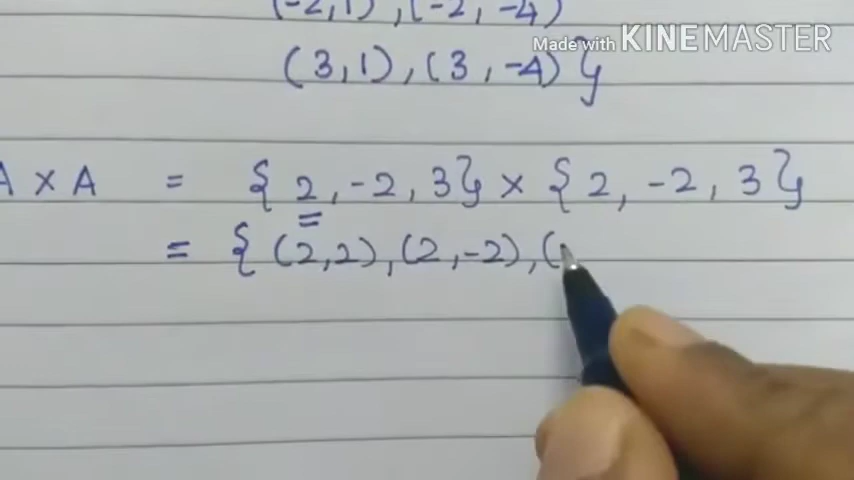 (-2,1), (-2, -4)
Made with KINEMASTER
(3,1), (3, -4)}
A × A = {2, -2, 3} × {2, -2, 3}
= {(2,2), (2,-2), (